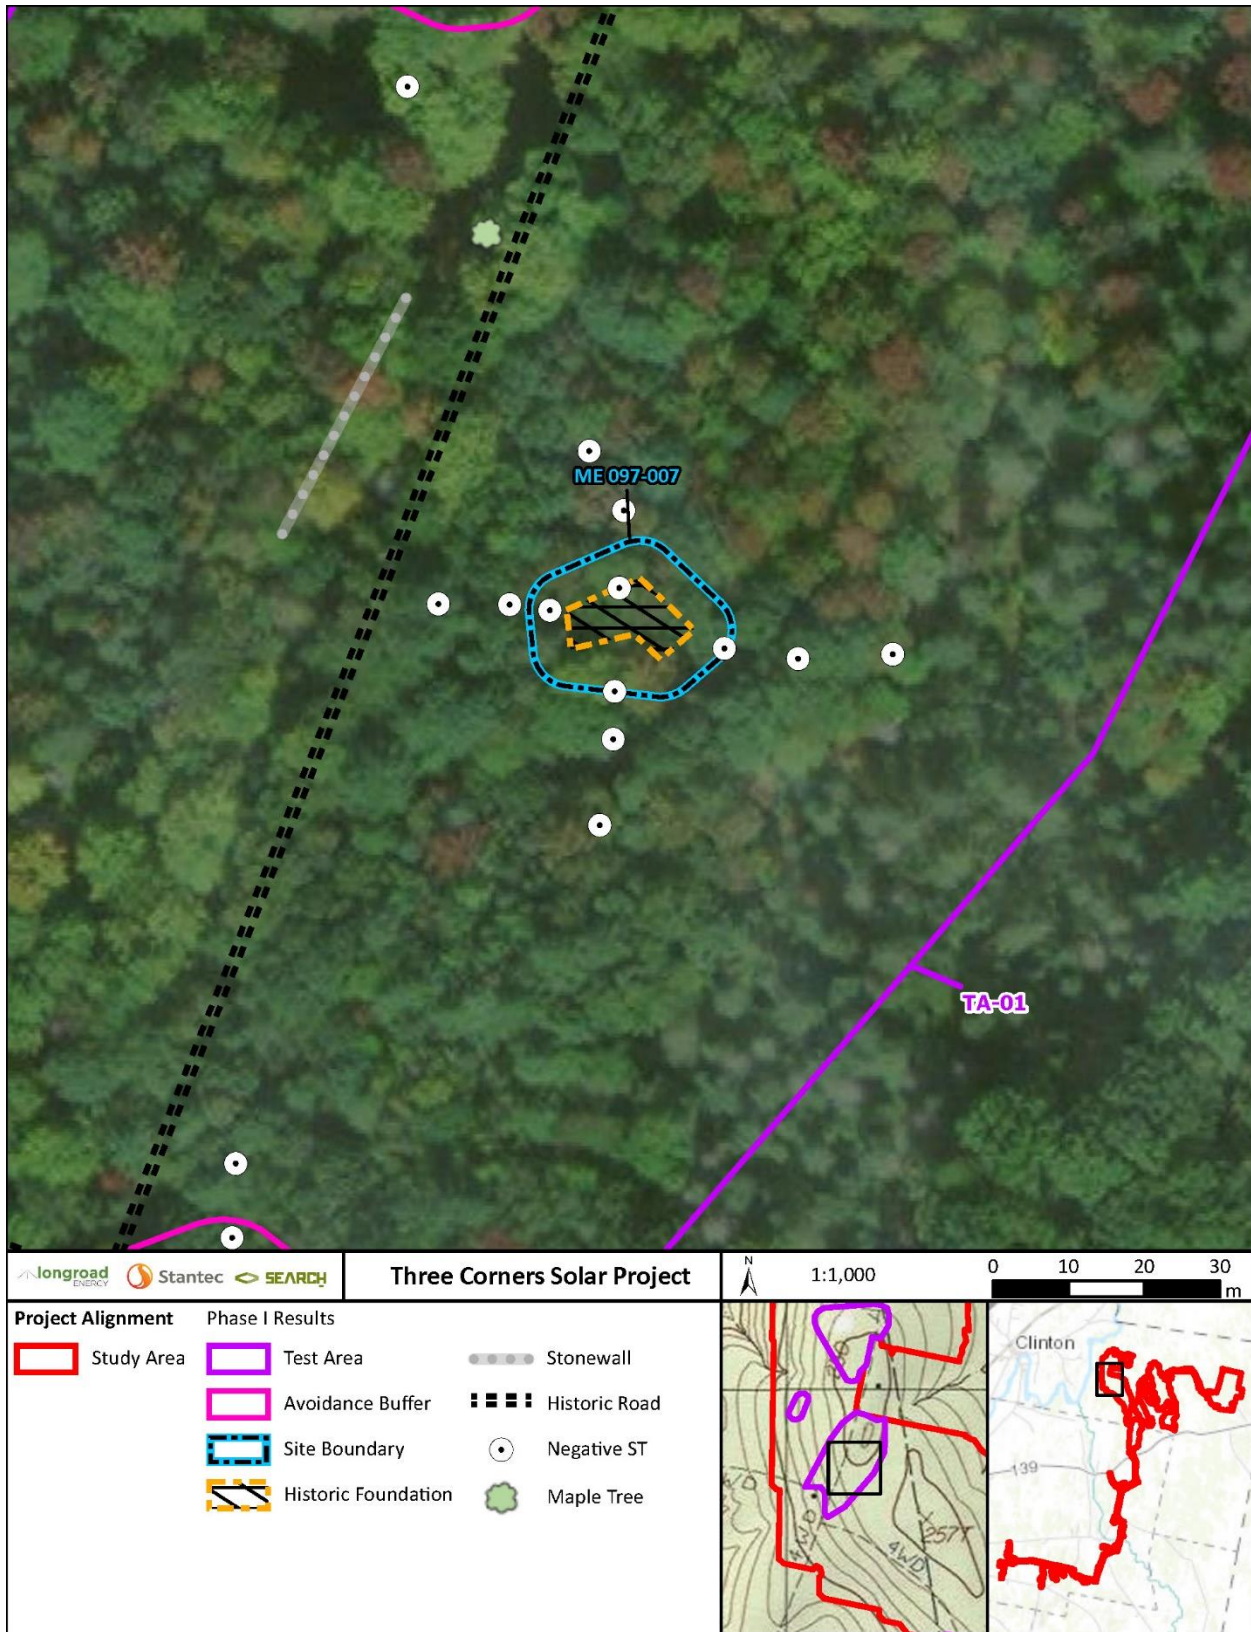 ME 097-007
TA-01
longroad
ENERGY
Stantec
SEARCH
Three Corners Solar Project
N
1:1,000
0 10 20 30
m
Project Alignment
Study Area
Phase I Results
Test Area
Avoidance Buffer
Site Boundary
Historic Foundation
Stonewall
Historic Road
Negative ST
Maple Tree
4WD
4WD
257T
Clinton
139